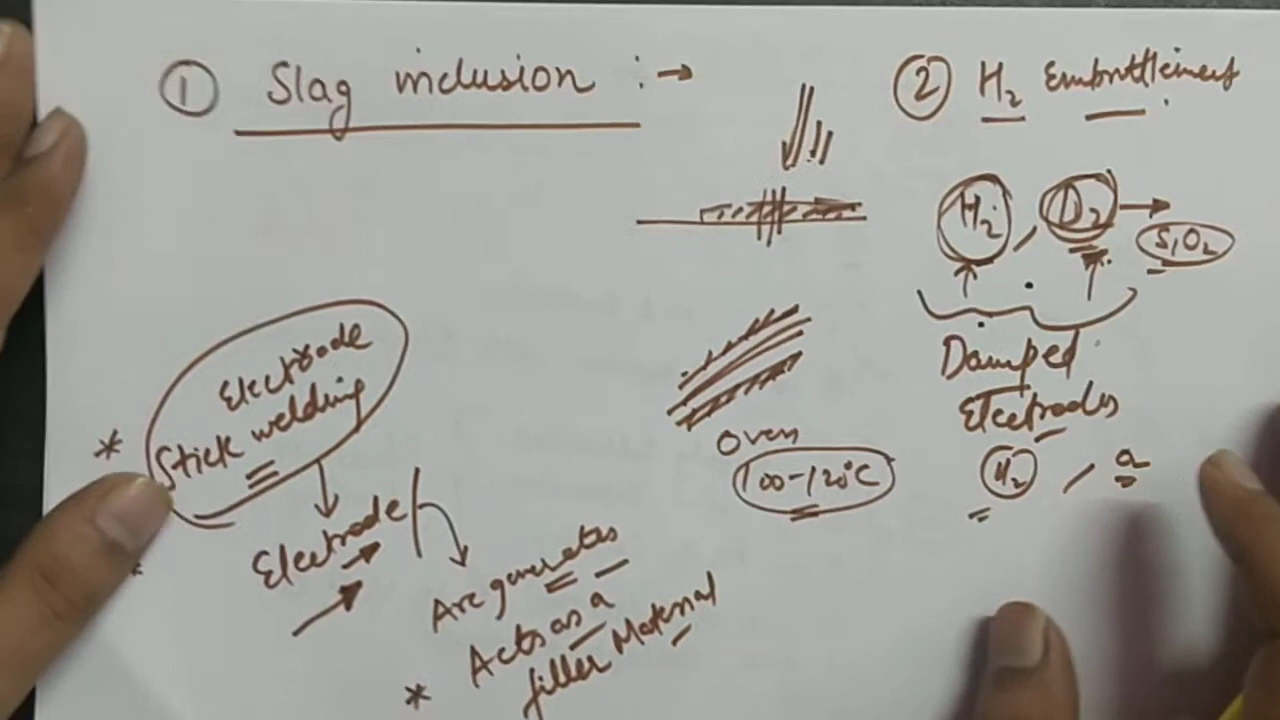 ① Slag inclusion :→
② H₂ Embrittlement
H₂ / O₂ → SiO₂
Damped
Electrodes
H₂ /
Oven
100-120°C
* Electrode
Stick welding
Electrode
Arc generates
Acts as a
* filler Material